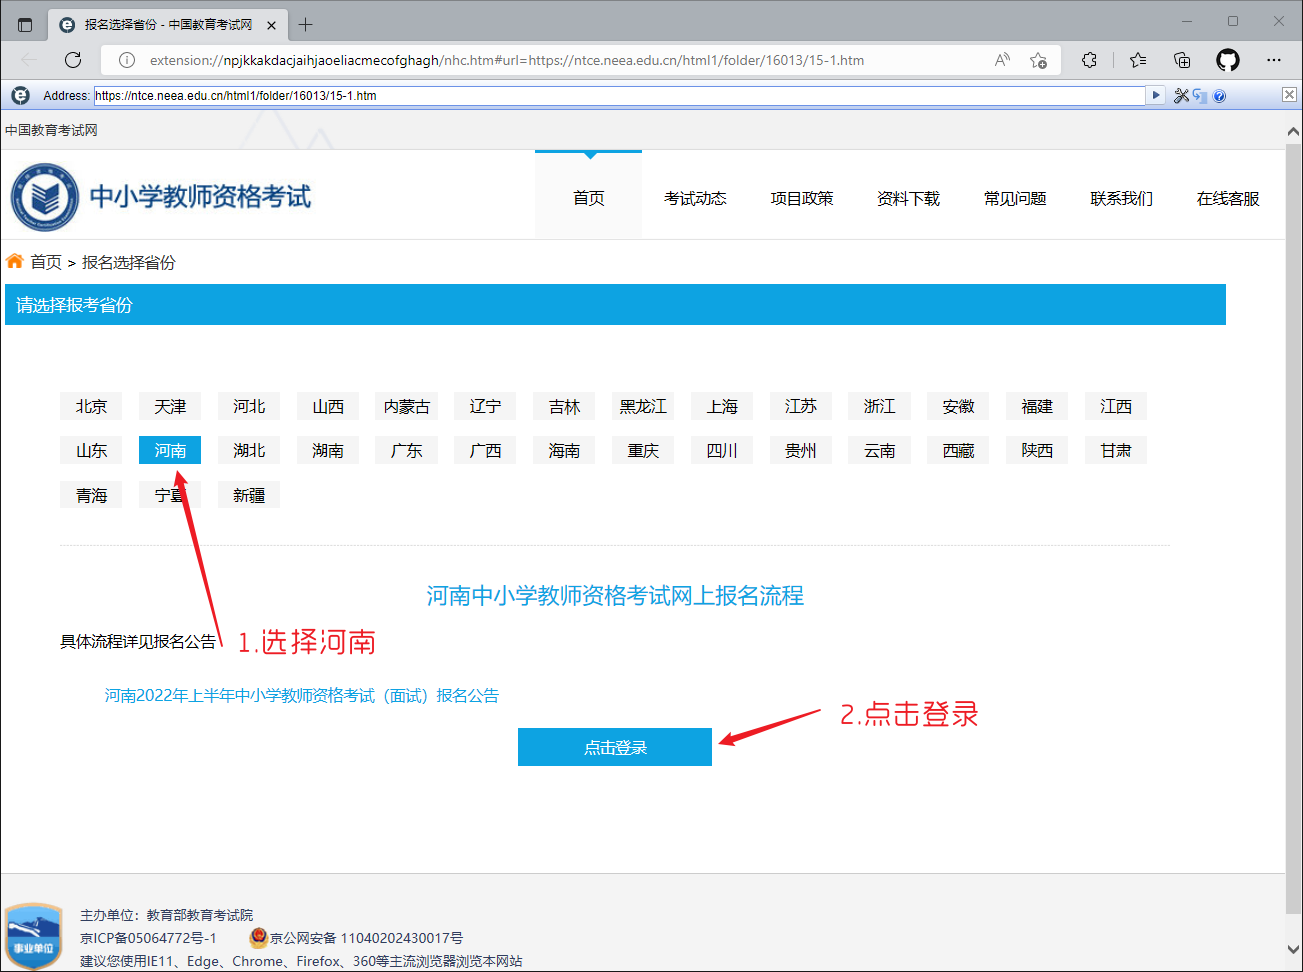 报名选择省份 - 中国教育考试网
extension://npjkkakdacjaihjaoeliacmecofghagh/nhc.htm#url=https://ntce.neea.edu.cn/html1/folder/16013/15-1.htm
Address: https://ntce.neea.edu.cn/html1/folder/16013/15-1.htm
中国教育考试网
中小学教师资格考试
首页 考试动态 项目政策 资料下载 常见问题 联系我们 在线客服
首页 > 报名选择省份
请选择报考省份
北京 天津 河北 山西 内蒙古 辽宁 吉林 黑龙江 上海 江苏 浙江 安徽 福建 江西
山东 河南 湖北 湖南 广东 广西 海南 重庆 四川 贵州 云南 西藏 陕西 甘肃
青海 宁夏 新疆
河南中小学教师资格考试网上报名流程
具体流程详见报名公告
1.选择河南
河南2022年上半年中小学教师资格考试（面试）报名公告
2.点击登录
点击登录
主办单位：教育部教育考试院
京ICP备05064772号-1 京公网安备 11040202430017号
事业单位
建议您使用IE11、Edge、Chrome、Firefox、360等主流浏览器浏览本网站